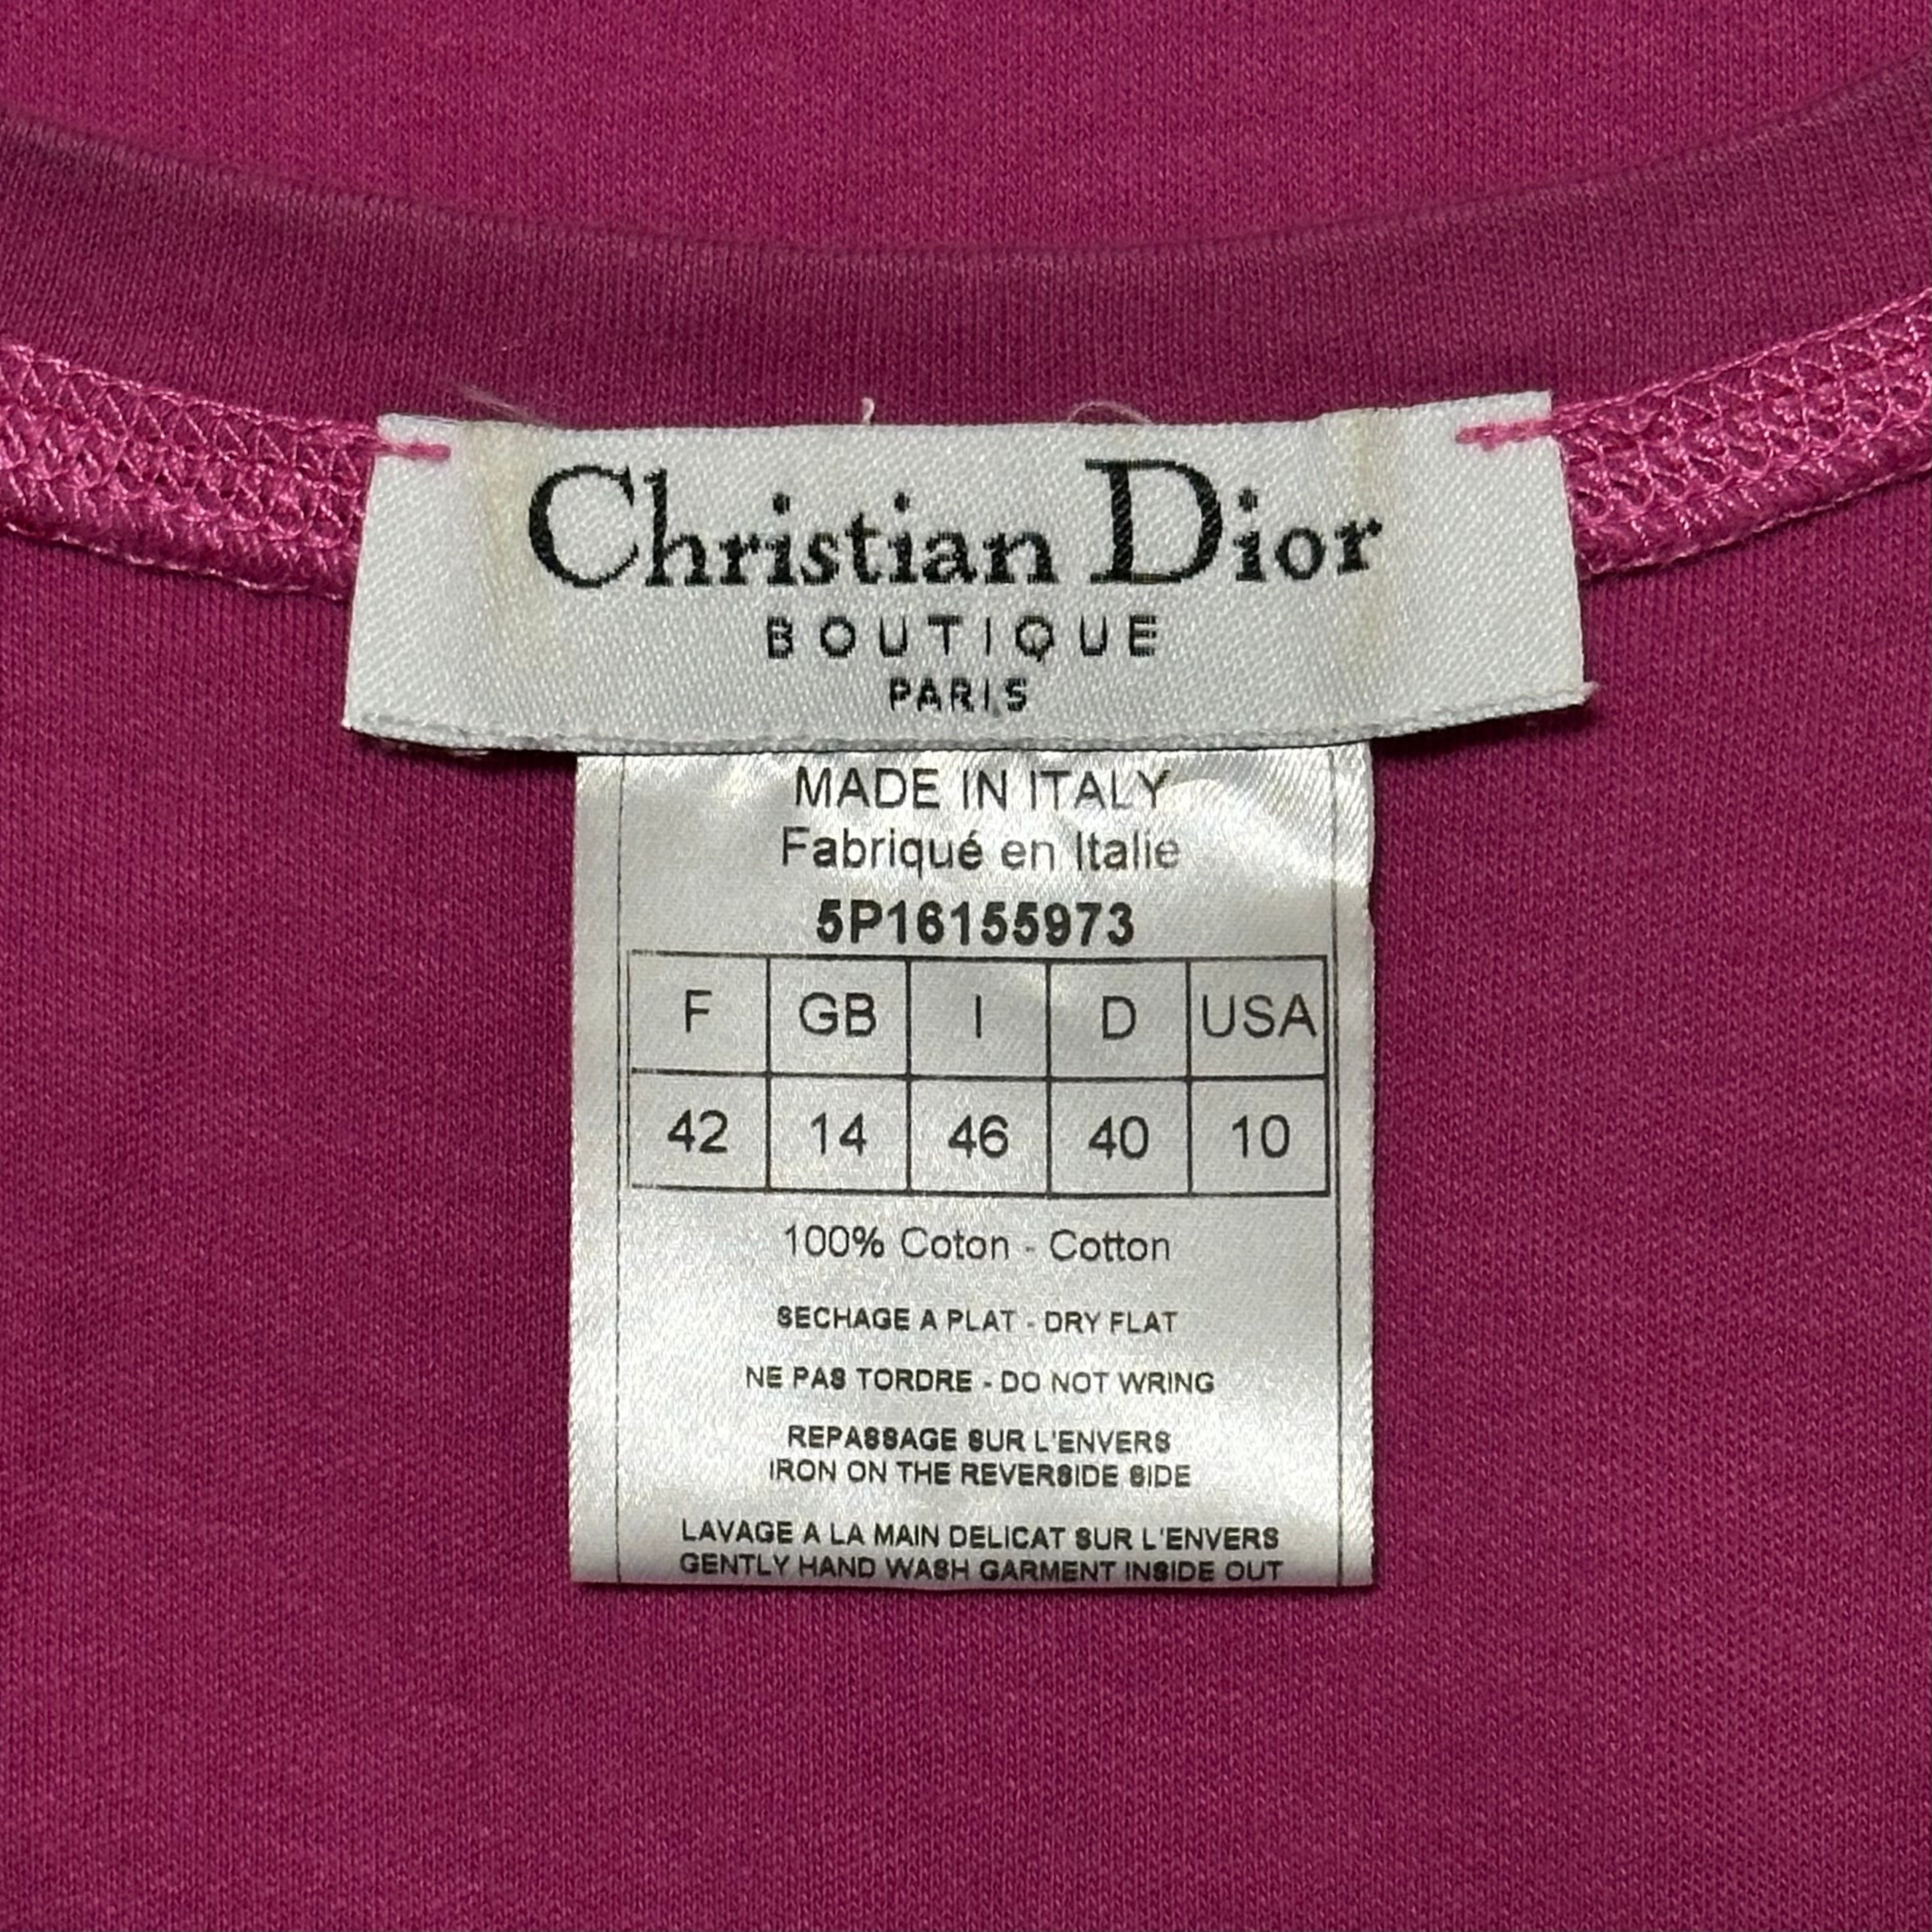 Christian Dior
BOUTIQUE
PARIS
MADE IN ITALY
Fabriqué en Italie
5P16155973
F GB I D USA
42 14 46 40 10
100% Coton - Cotton
SECHAGE A PLAT - DRY FLAT
NE PAS TORDRE - DO NOT WRING
REPASSAGE SUR L'ENVERS
IRON ON THE REVERSIDE SIDE
LAVAGE A LA MAIN DELICAT SUR L'ENVERS
GENTLY HAND WASH GARMENT INSIDE OUT